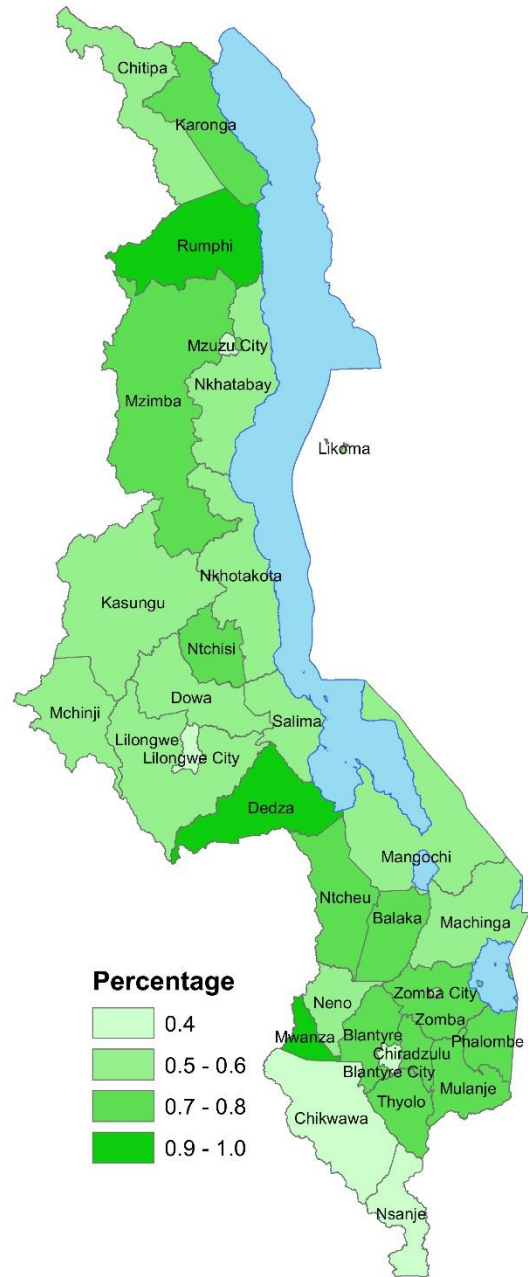 Chitipa
Karonga
Rumphi
Mzuzu City
Nkhatabay
Mzimba
Likoma
Nkhotakota
Kasungu
Ntchisi
Dowa
Mchinji
Salima
Lilongwe
Lilongwe City
Dedza
Mangochi
Ntcheu
Balaka
Machinga
Percentage
0.4
0.5 - 0.6
0.7 - 0.8
0.9 - 1.0
Neno
Zomba City
Zomba
Mwanza
Blantyre
Phalombe
Chiradzulu
Blantyre City
Mulanje
Thyolo
Chikwawa
Nsanje